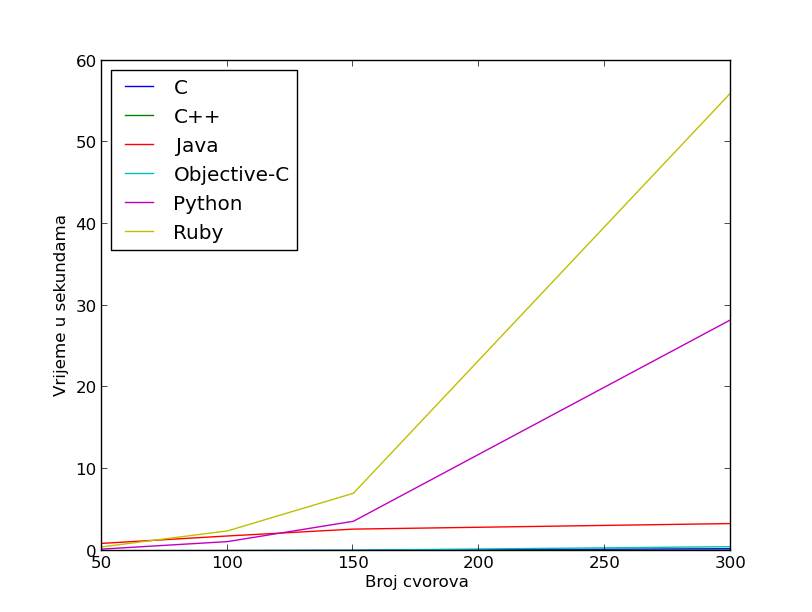 60
50
40
30
20
10
0
C
C++
Java
Objective-C
Python
Ruby
Vrijeme u sekundama
50 100 150 200 250 300
Broj cvorova